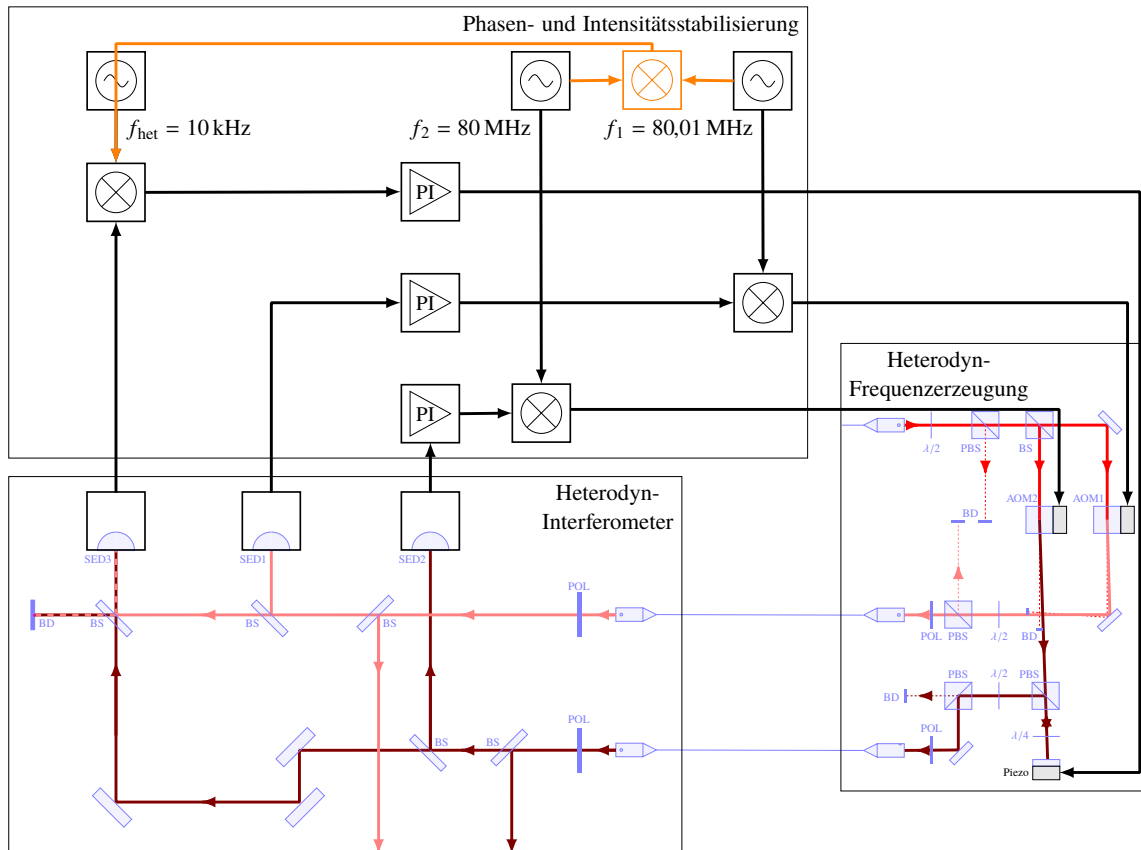 Phasen- und Intensitätsstabilisierung
f_het = 10 kHz
f_2 = 80 MHz
f_1 = 80,01 MHz
PI
PI
PI
Heterodyn-
Frequenzerzeugung
λ/2
PBS
BS
AOM2
AOM1
BD
Heterodyn-
Interferometer
SED3
SED1
SED2
POL
BD
BS
BS
BS
POL
PBS
λ/2
BD
BD
PBS
λ/2
PBS
POL
BS
BS
POL
λ/4
Piezo